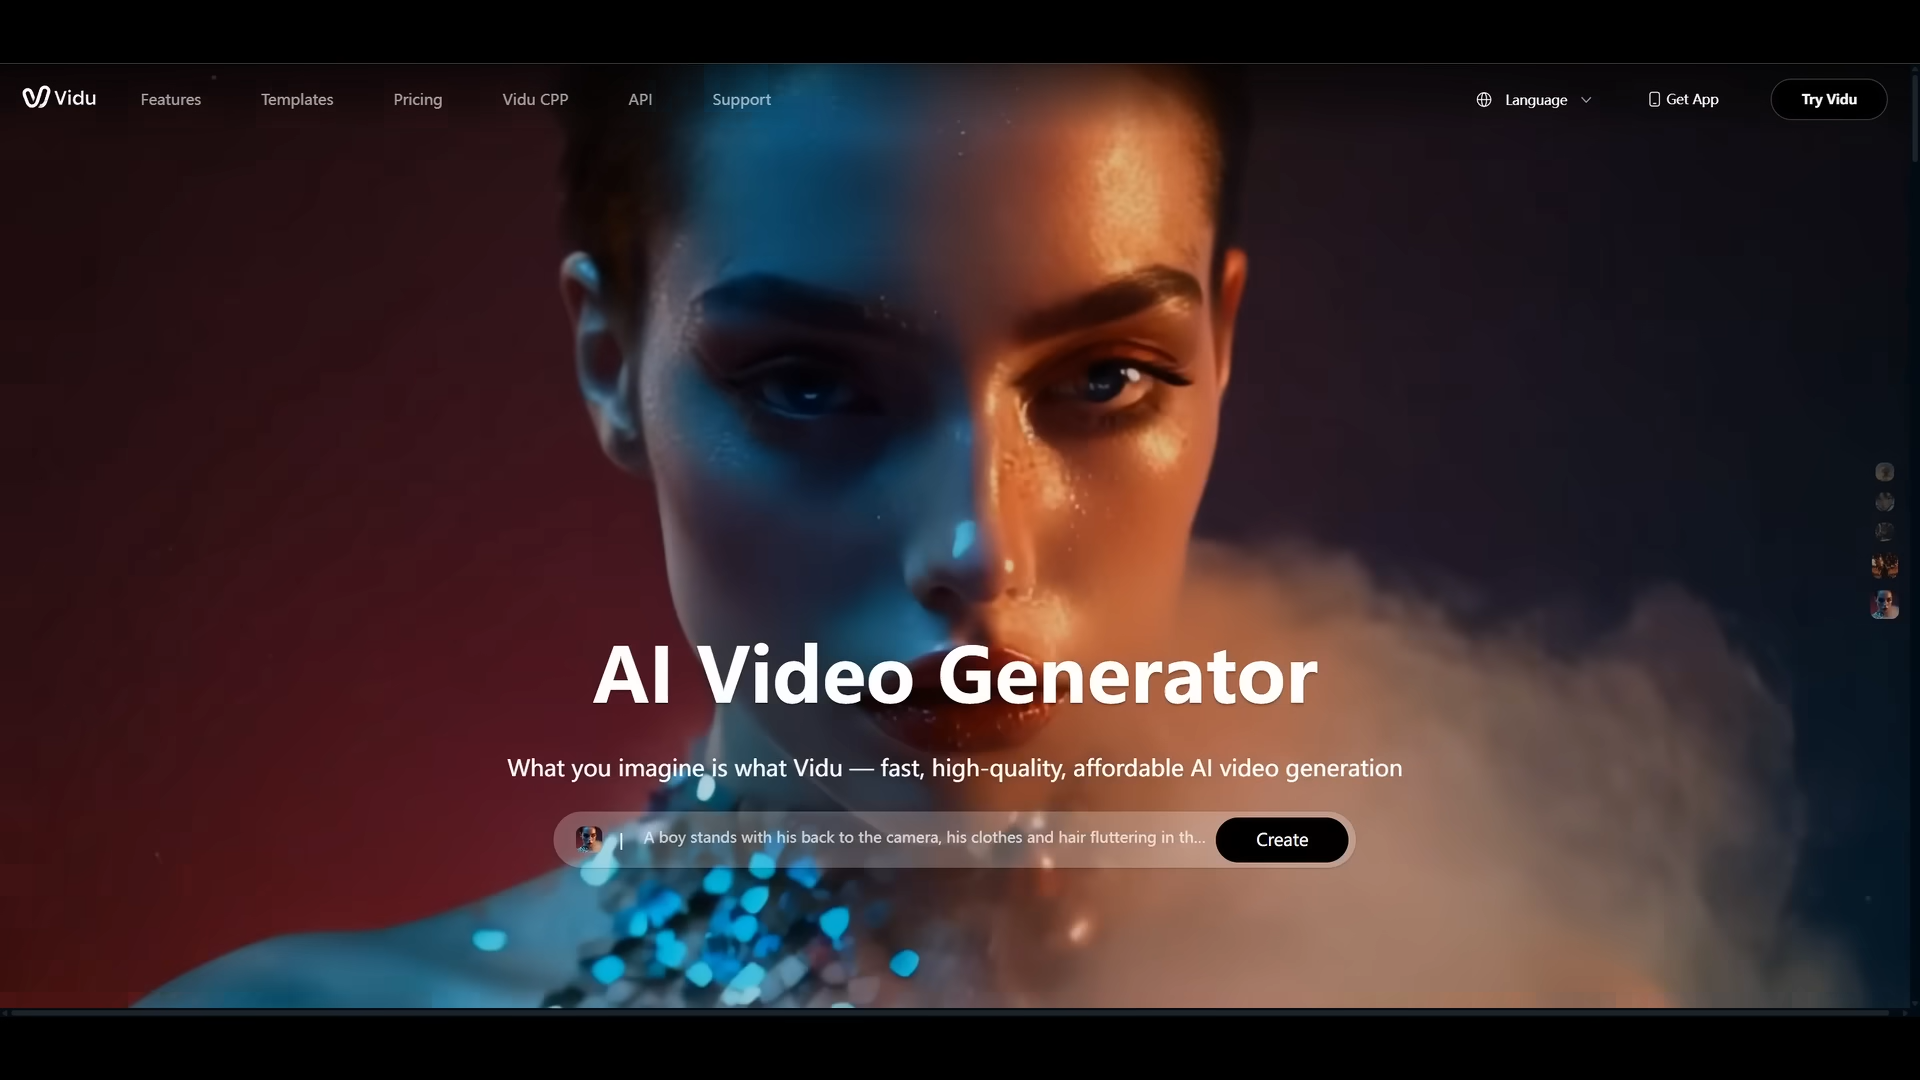 Vidu
Features
Templates
Pricing
Vidu CPP
API
Support
Language
Get App
Try Vidu
AI Video Generator
What you imagine is what Vidu — fast, high-quality, affordable AI video generation
A boy stands with his back to the camera, his clothes and hair fluttering in th...
Create